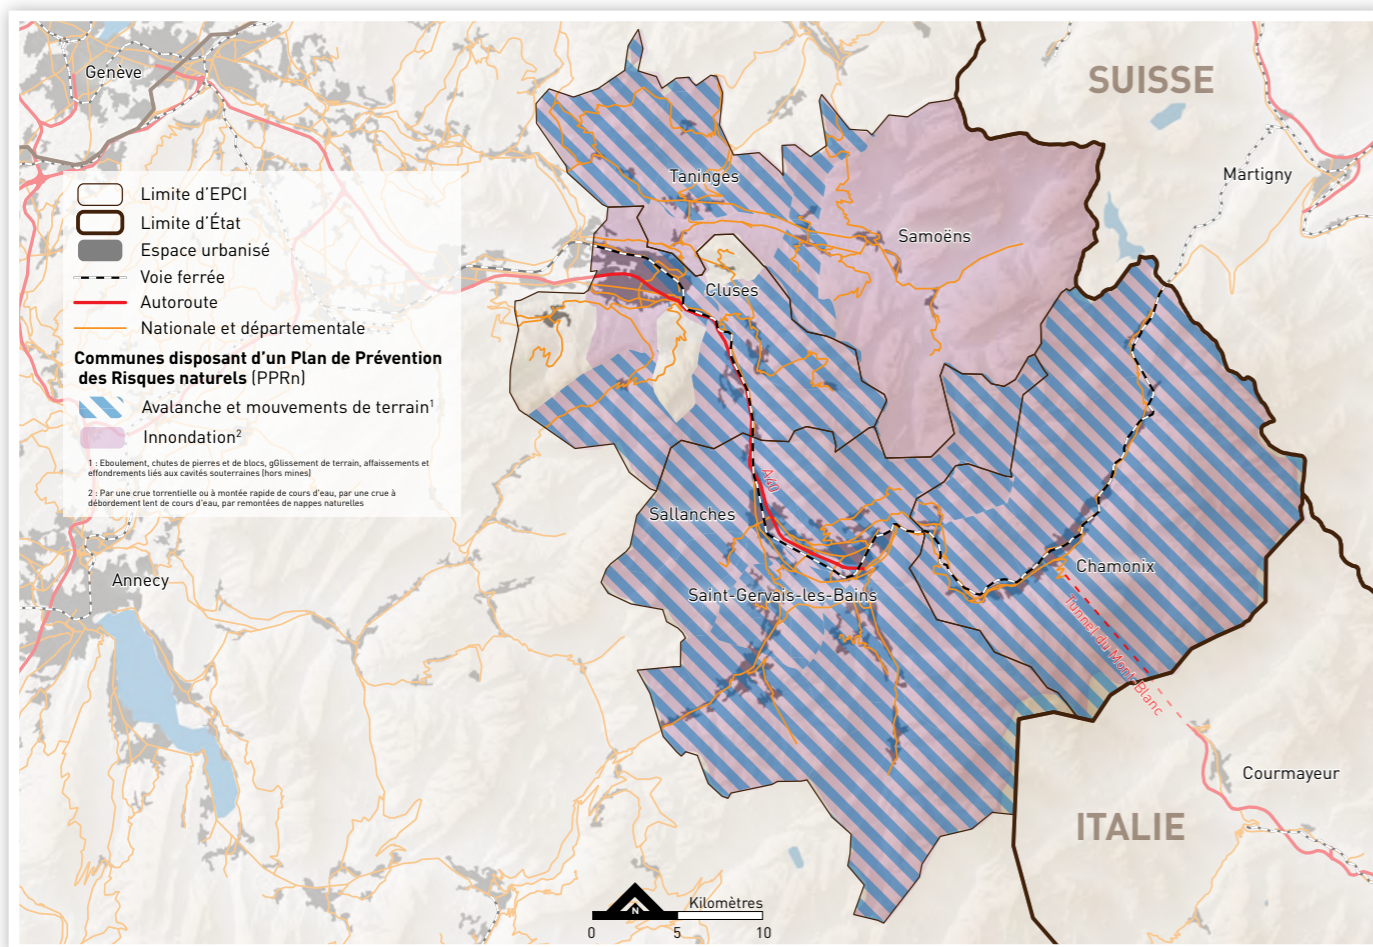 Genève
SUISSE
Martigny
Taninges
Samoëns
Cluses
Limite d'EPCI
Limite d'État
Espace urbanisé
Voie ferrée
Autoroute
Nationale et départementale
Communes disposant d'un Plan de Prévention
des Risques naturels (PPRn)
Avalanche et mouvements de terrain¹
Innondation²
1 : Eboulement, chutes de pierres et de blocs, gGlissement de terrain, affaissements et
effondrements liés aux cavités souterraines (hors mines)
2 : Par une crue torrentielle ou à montée rapide de cours d'eau, par une crue à
débordement lent de cours d'eau, par remontées de nappes naturelles
A40
Sallanches
Annecy
Chamonix
Saint-Gervais-les-Bains
Tunnel du Mont-Blanc
Courmayeur
ITALIE
N
Kilomètres
0 5 10